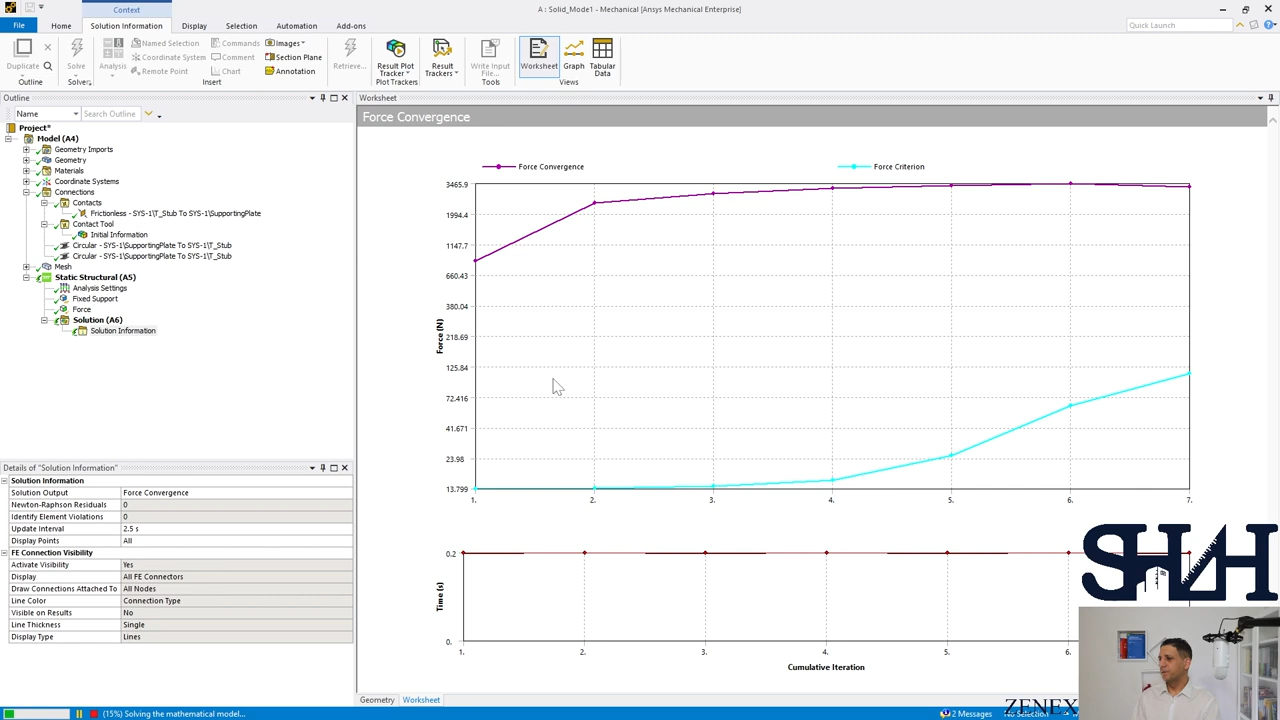 Context
A : Solid_Mode1 - Mechanical [Ansys Mechanical Enterprise]
File Home Solution Information Display Selection Automation Add-ons
Quick Launch
Duplicate
Outline
Solve
Solver
Analysis
Named Selection
Coordinate System
Remote Point
Commands
Comment
Chart
Images
Section Plane
Annotation
Insert
Retrieve...
Result Plot Tracker
Plot Trackers
Result Trackers
Write Input File...
Tools
Worksheet
Graph
Tabular Data
Views
Outline
Name Search Outline
Project*
Model (A4)
Geometry Imports
Geometry
Materials
Coordinate Systems
Connections
Contacts
Frictionless - SYS-1\T_Stub To SYS-1\SupportingPlate
Contact Tool
Initial Information
Circular - SYS-1\SupportingPlate To SYS-1\T_Stub
Circular - SYS-1\SupportingPlate To SYS-1\T_Stub
Mesh
Static Structural (A5)
Analysis Settings
Fixed Support
Force
Solution (A6)
Solution Information
Details of "Solution Information"
Solution Information
Solution Output Force Convergence
Newton-Raphson Residuals 0
Identify Element Violations 0
Update Interval 2.5 s
Display Points All
FE Connection Visibility
Activate Visibility Yes
Display All FE Connectors
Draw Connections Attached To All Nodes
Line Color Connection Type
Visible on Results No
Line Thickness Single
Display Type Lines
Worksheet
Force Convergence
Force Convergence Force Criterion
3465.9
1994.4
1147.7
660.43
380.04
218.69
125.84
72.416
41.671
23.98
13.799
Force (N)
1. 2. 3. 4. 5. 6. 7.
0.2
0.
Time (s)
1. 2. 3. 4. 5. 6.
Cumulative Iteration
SHZH
Geometry Worksheet
ZENEX
(15%) Solving the mathematical model...
2 Messages
No Selection